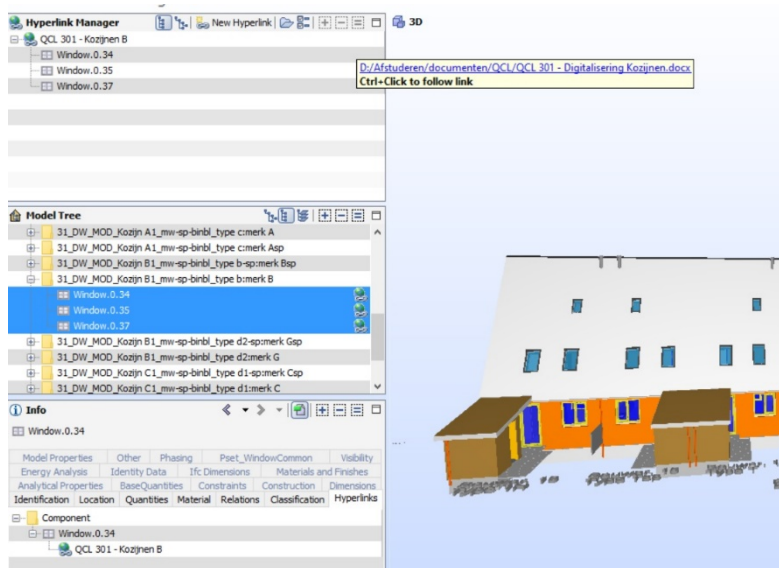 Hyperlink Manager
New Hyperlink
QCL 301 - Kozijnen B
Window.0.34
Window.0.35
Window.0.37
3D
D:/Afstuderen/documenten/QCL/QCL 301 - Digitalisering Kozijnen.docx
Ctrl+Click to follow link
Model Tree
31_DW_MOD_Kozijn A1_mw-sp-binbl_type c:merk A
31_DW_MOD_Kozijn A1_mw-sp-binbl_type c:merk Asp
31_DW_MOD_Kozijn B1_mw-sp-binbl_type b-sp:merk Bsp
31_DW_MOD_Kozijn B1_mw-sp-binbl_type b:merk B
Window.0.34
Window.0.35
Window.0.37
31_DW_MOD_Kozijn B1_mw-sp-binbl_type d2-sp:merk Gsp
31_DW_MOD_Kozijn B1_mw-sp-binbl_type d2:merk G
31_DW_MOD_Kozijn C1_mw-sp-binbl_type d1-sp:merk Csp
31_DW_MOD_Kozijn C1_mw-sp-binbl_type d1:merk C
Info
Window.0.34
Model Properties Other Phasing Pset_WindowCommon Visibility
Energy Analysis Identity Data Ifc Dimensions Materials and Finishes
Analytical Properties BaseQuantities Constraints Construction Dimensions
Identification Location Quantities Material Relations Classification Hyperlinks
Component
Window.0.34
QCL 301 - Kozijnen B